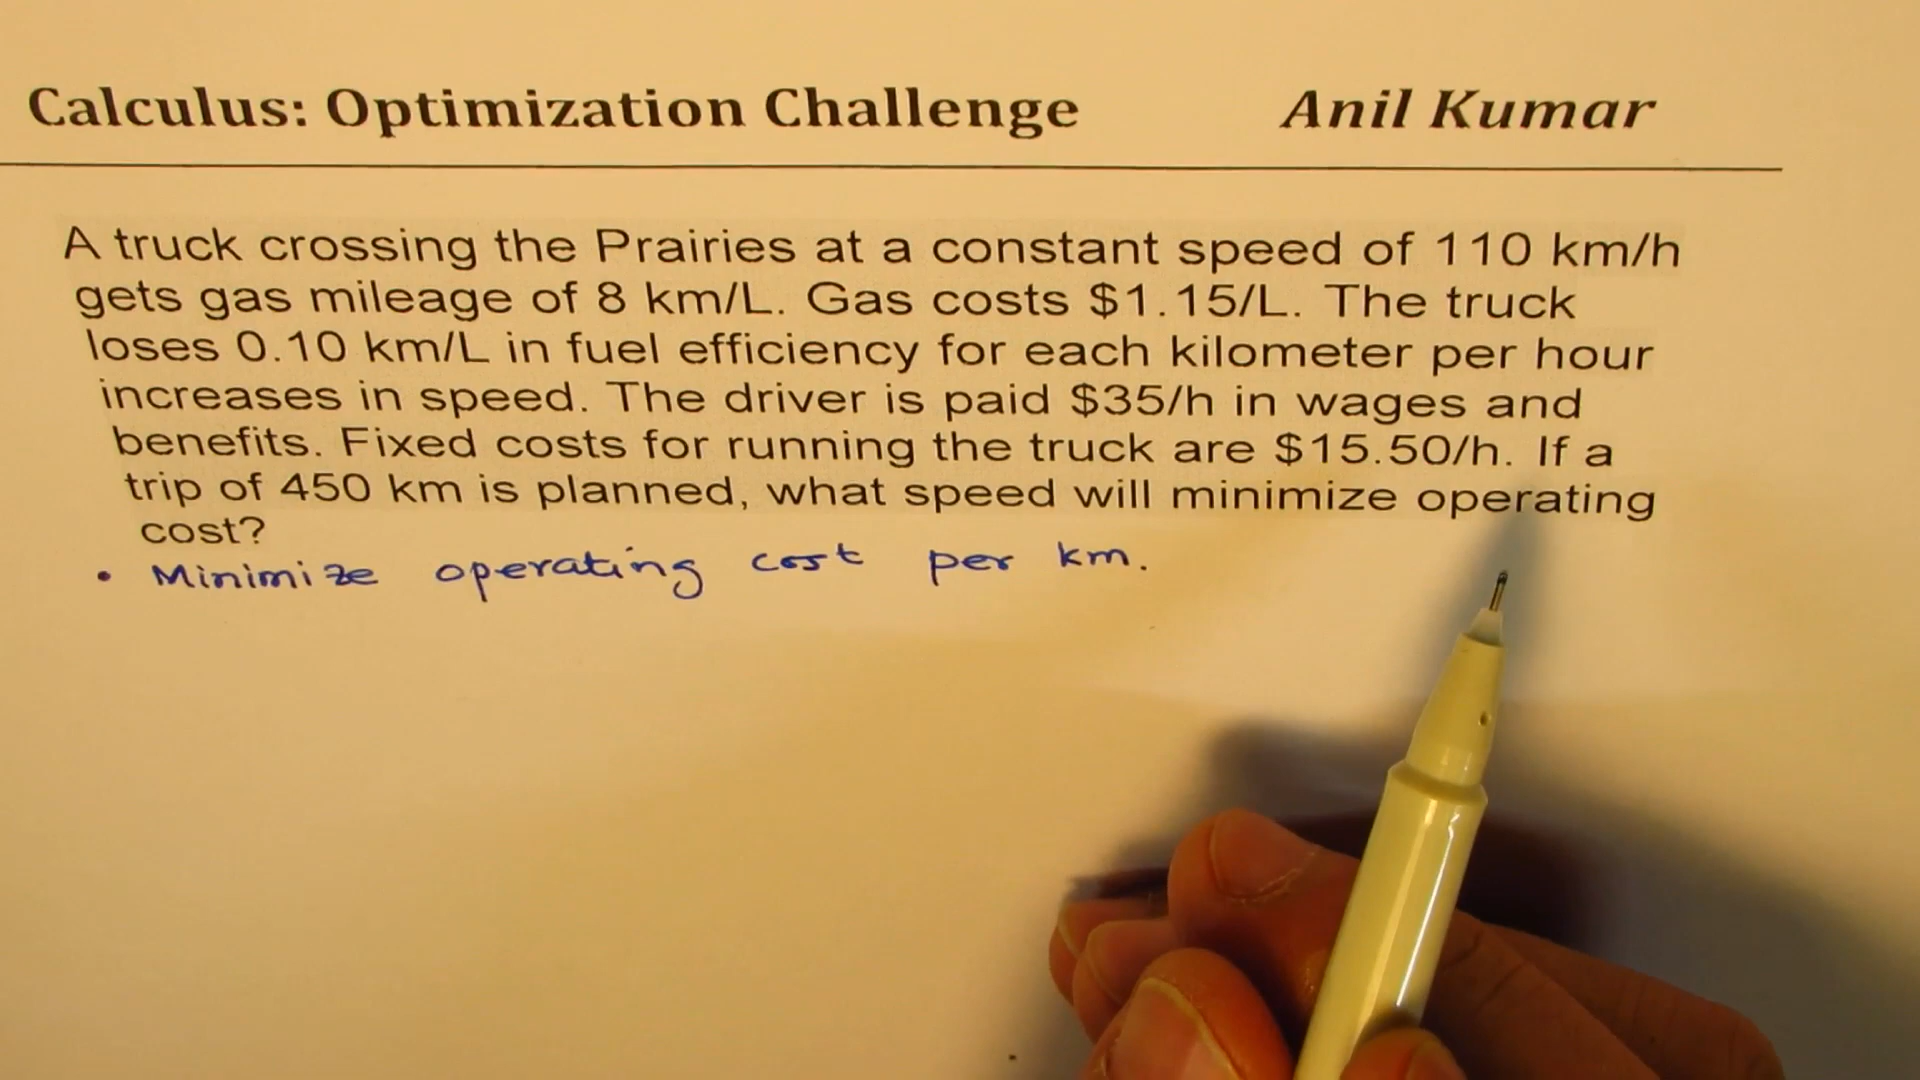 Calculus: Optimization Challenge Anil Kumar
A truck crossing the Prairies at a constant speed of 110 km/h
gets gas mileage of 8 km/L. Gas costs $1.15/L. The truck
loses 0.10 km/L in fuel efficiency for each kilometer per hour
increases in speed. The driver is paid $35/h in wages and
benefits. Fixed costs for running the truck are $15.50/h. If a
trip of 450 km is planned, what speed will minimize operating
cost?
• Minimize operating cost per km.